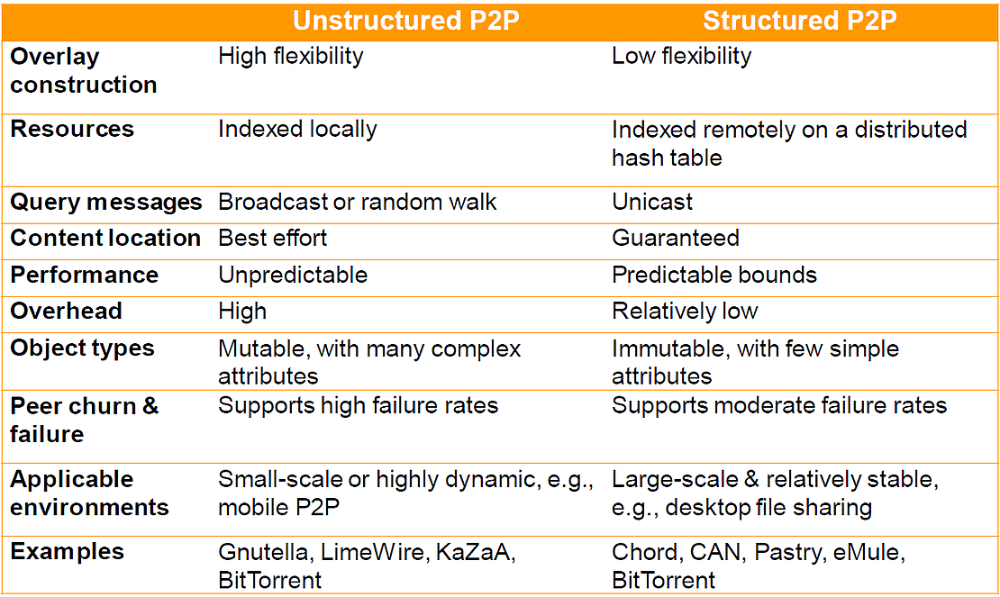 Unstructured P2P Structured P2P
Overlay construction High flexibility Low flexibility
Resources Indexed locally Indexed remotely on a distributed hash table
Query messages Broadcast or random walk Unicast
Content location Best effort Guaranteed
Performance Unpredictable Predictable bounds
Overhead High Relatively low
Object types Mutable, with many complex attributes Immutable, with few simple attributes
Peer churn & failure Supports high failure rates Supports moderate failure rates
Applicable environments Small-scale or highly dynamic, e.g., mobile P2P Large-scale & relatively stable, e.g., desktop file sharing
Examples Gnutella, LimeWire, KaZaA, BitTorrent Chord, CAN, Pastry, eMule, BitTorrent